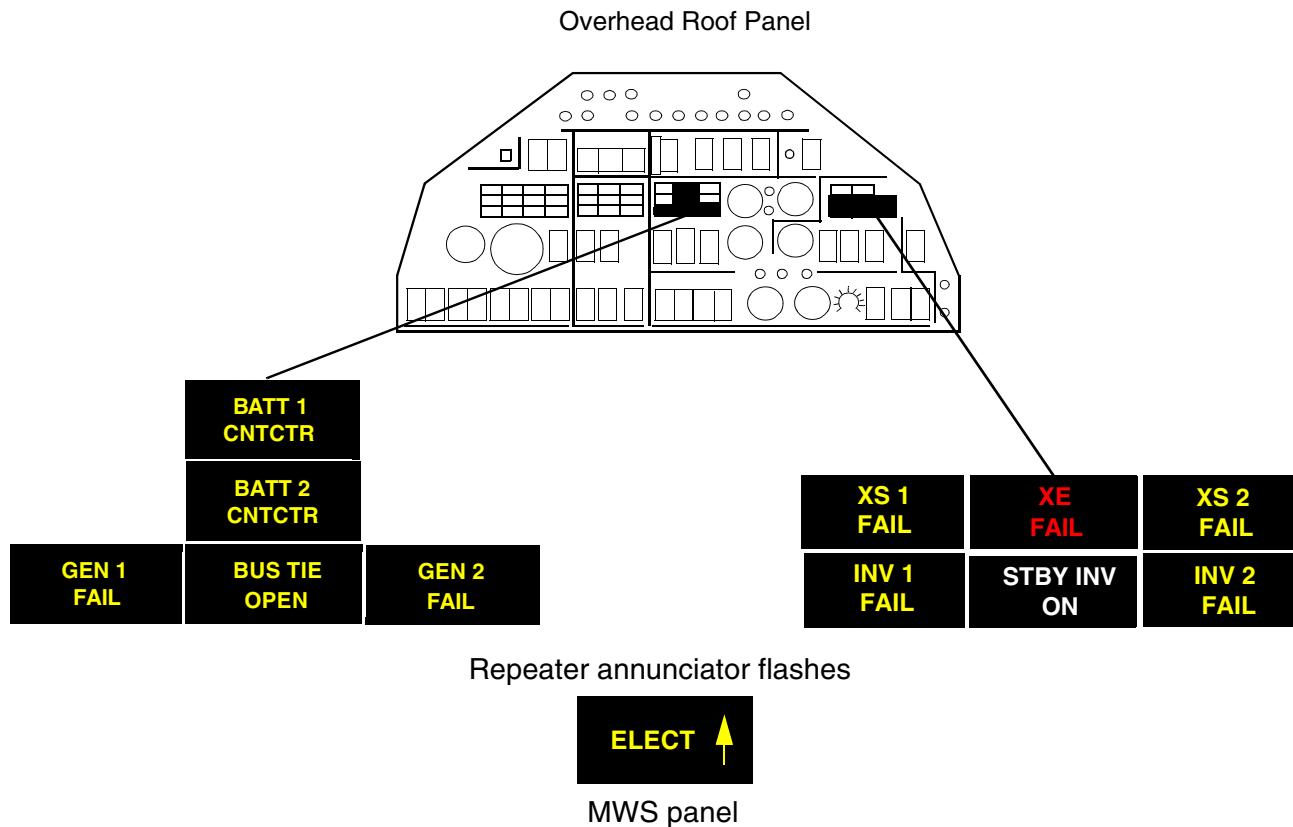 Overhead Roof Panel
BATT 1
CNTCTR
BATT 2
CNTCTR
GEN 1
FAIL
BUS TIE
OPEN
GEN 2
FAIL
XS 1
FAIL
XE
FAIL
XS 2
FAIL
INV 1
FAIL
STBY INV
ON
INV 2
FAIL
Repeater annunciator flashes
ELECT
MWS panel